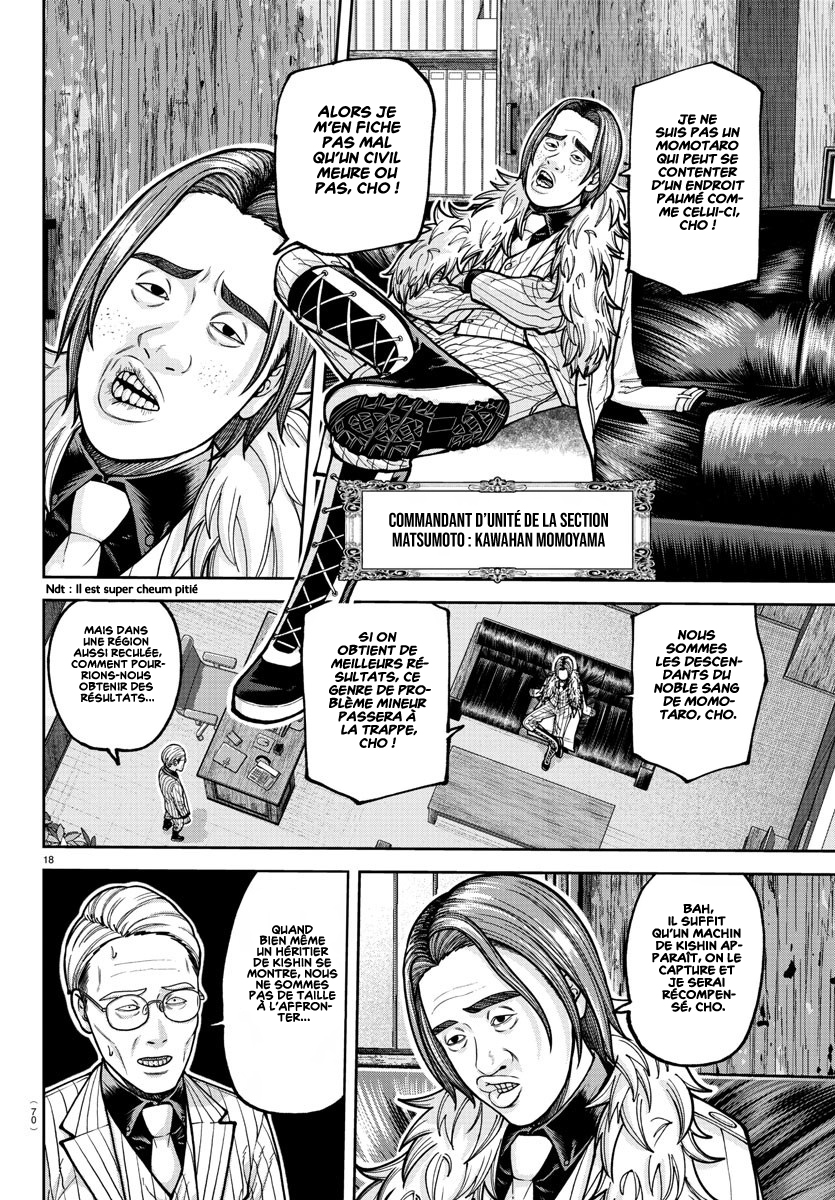 JE NE
SUIS PAS UN
MOMOTARO
QUI PEUT SE
CONTENTER
D'UN ENDROIT
PAUMÉ COM-
ME CELUI-CI,
CHO !
ALORS JE
M'EN FICHE
PAS MAL
QU'UN CIVIL
MEURE OU
PAS, CHO !
COMMANDANT D'UNITÉ DE LA SECTION
MATSUMOTO : KAWAHAN MOMOYAMA
Ndt : Il est super cheum pitié
NOUS
SOMMES
LES DESCEN-
DANTS DU
NOBLE SANG
DE MOMO-
TARO, CHO.
SI ON
OBTIENT DE
MEILLEURS RÉ-
SULTATS, CE
GENRE DE PRO-
BLÈME MINEUR
PASSERA À
LA TRAPPE,
CHO !
MAIS DANS
UNE RÉGION
AUSSI RECULÉE,
COMMENT POUR-
RIONS-NOUS
OBTENIR DES
RÉSULTATS...
18
BAH,
IL SUFFIT
QU'UN MACHIN
DE KISHIN AP-
PARAÎT, ON LE
CAPTURE ET
JE SERAI
RÉCOMPEN-
SÉ, CHO.
QUAND
BIEN MÊME
UN HÉRITIER
DE KISHIN SE
MONTRE, NOUS
NE SOMMES
PAS DE TAILLE
À L'AFFRON-
TER...
(70)